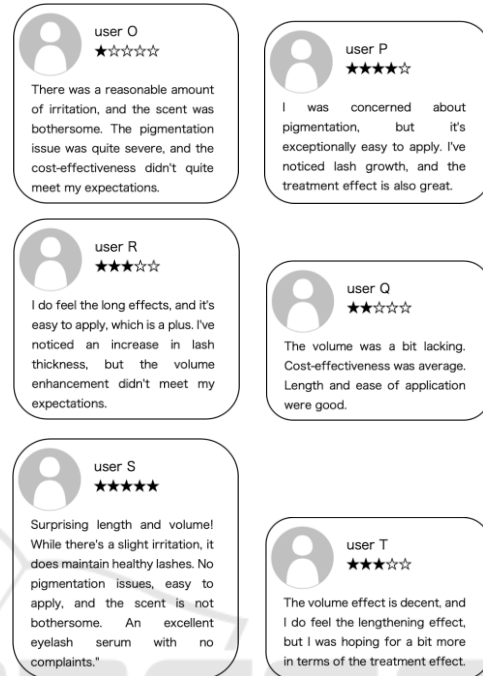 user O
★☆☆☆☆
There was a reasonable amount
of irritation, and the scent was
bothersome. The pigmentation
issue was quite severe, and the
cost-effectiveness didn't quite
meet my expectations.
user P
★★★★☆
I was concerned about
pigmentation, but it's
exceptionally easy to apply. I've
noticed lash growth, and the
treatment effect is also great.
user R
★★★☆☆
I do feel the long effects, and it's
easy to apply, which is a plus. I've
noticed an increase in lash
thickness, but the volume
enhancement didn't meet my
expectations.
user Q
★★☆☆☆
The volume was a bit lacking.
Cost-effectiveness was average.
Length and ease of application
were good.
user S
★★★★★
Surprising length and volume!
While there's a slight irritation, it
does maintain healthy lashes. No
pigmentation issues, easy to
apply, and the scent is not
bothersome. An excellent
eyelash serum with no
complaints."
user T
★★★☆☆
The volume effect is decent, and
I do feel the lengthening effect,
but I was hoping for a bit more
in terms of the treatment effect.